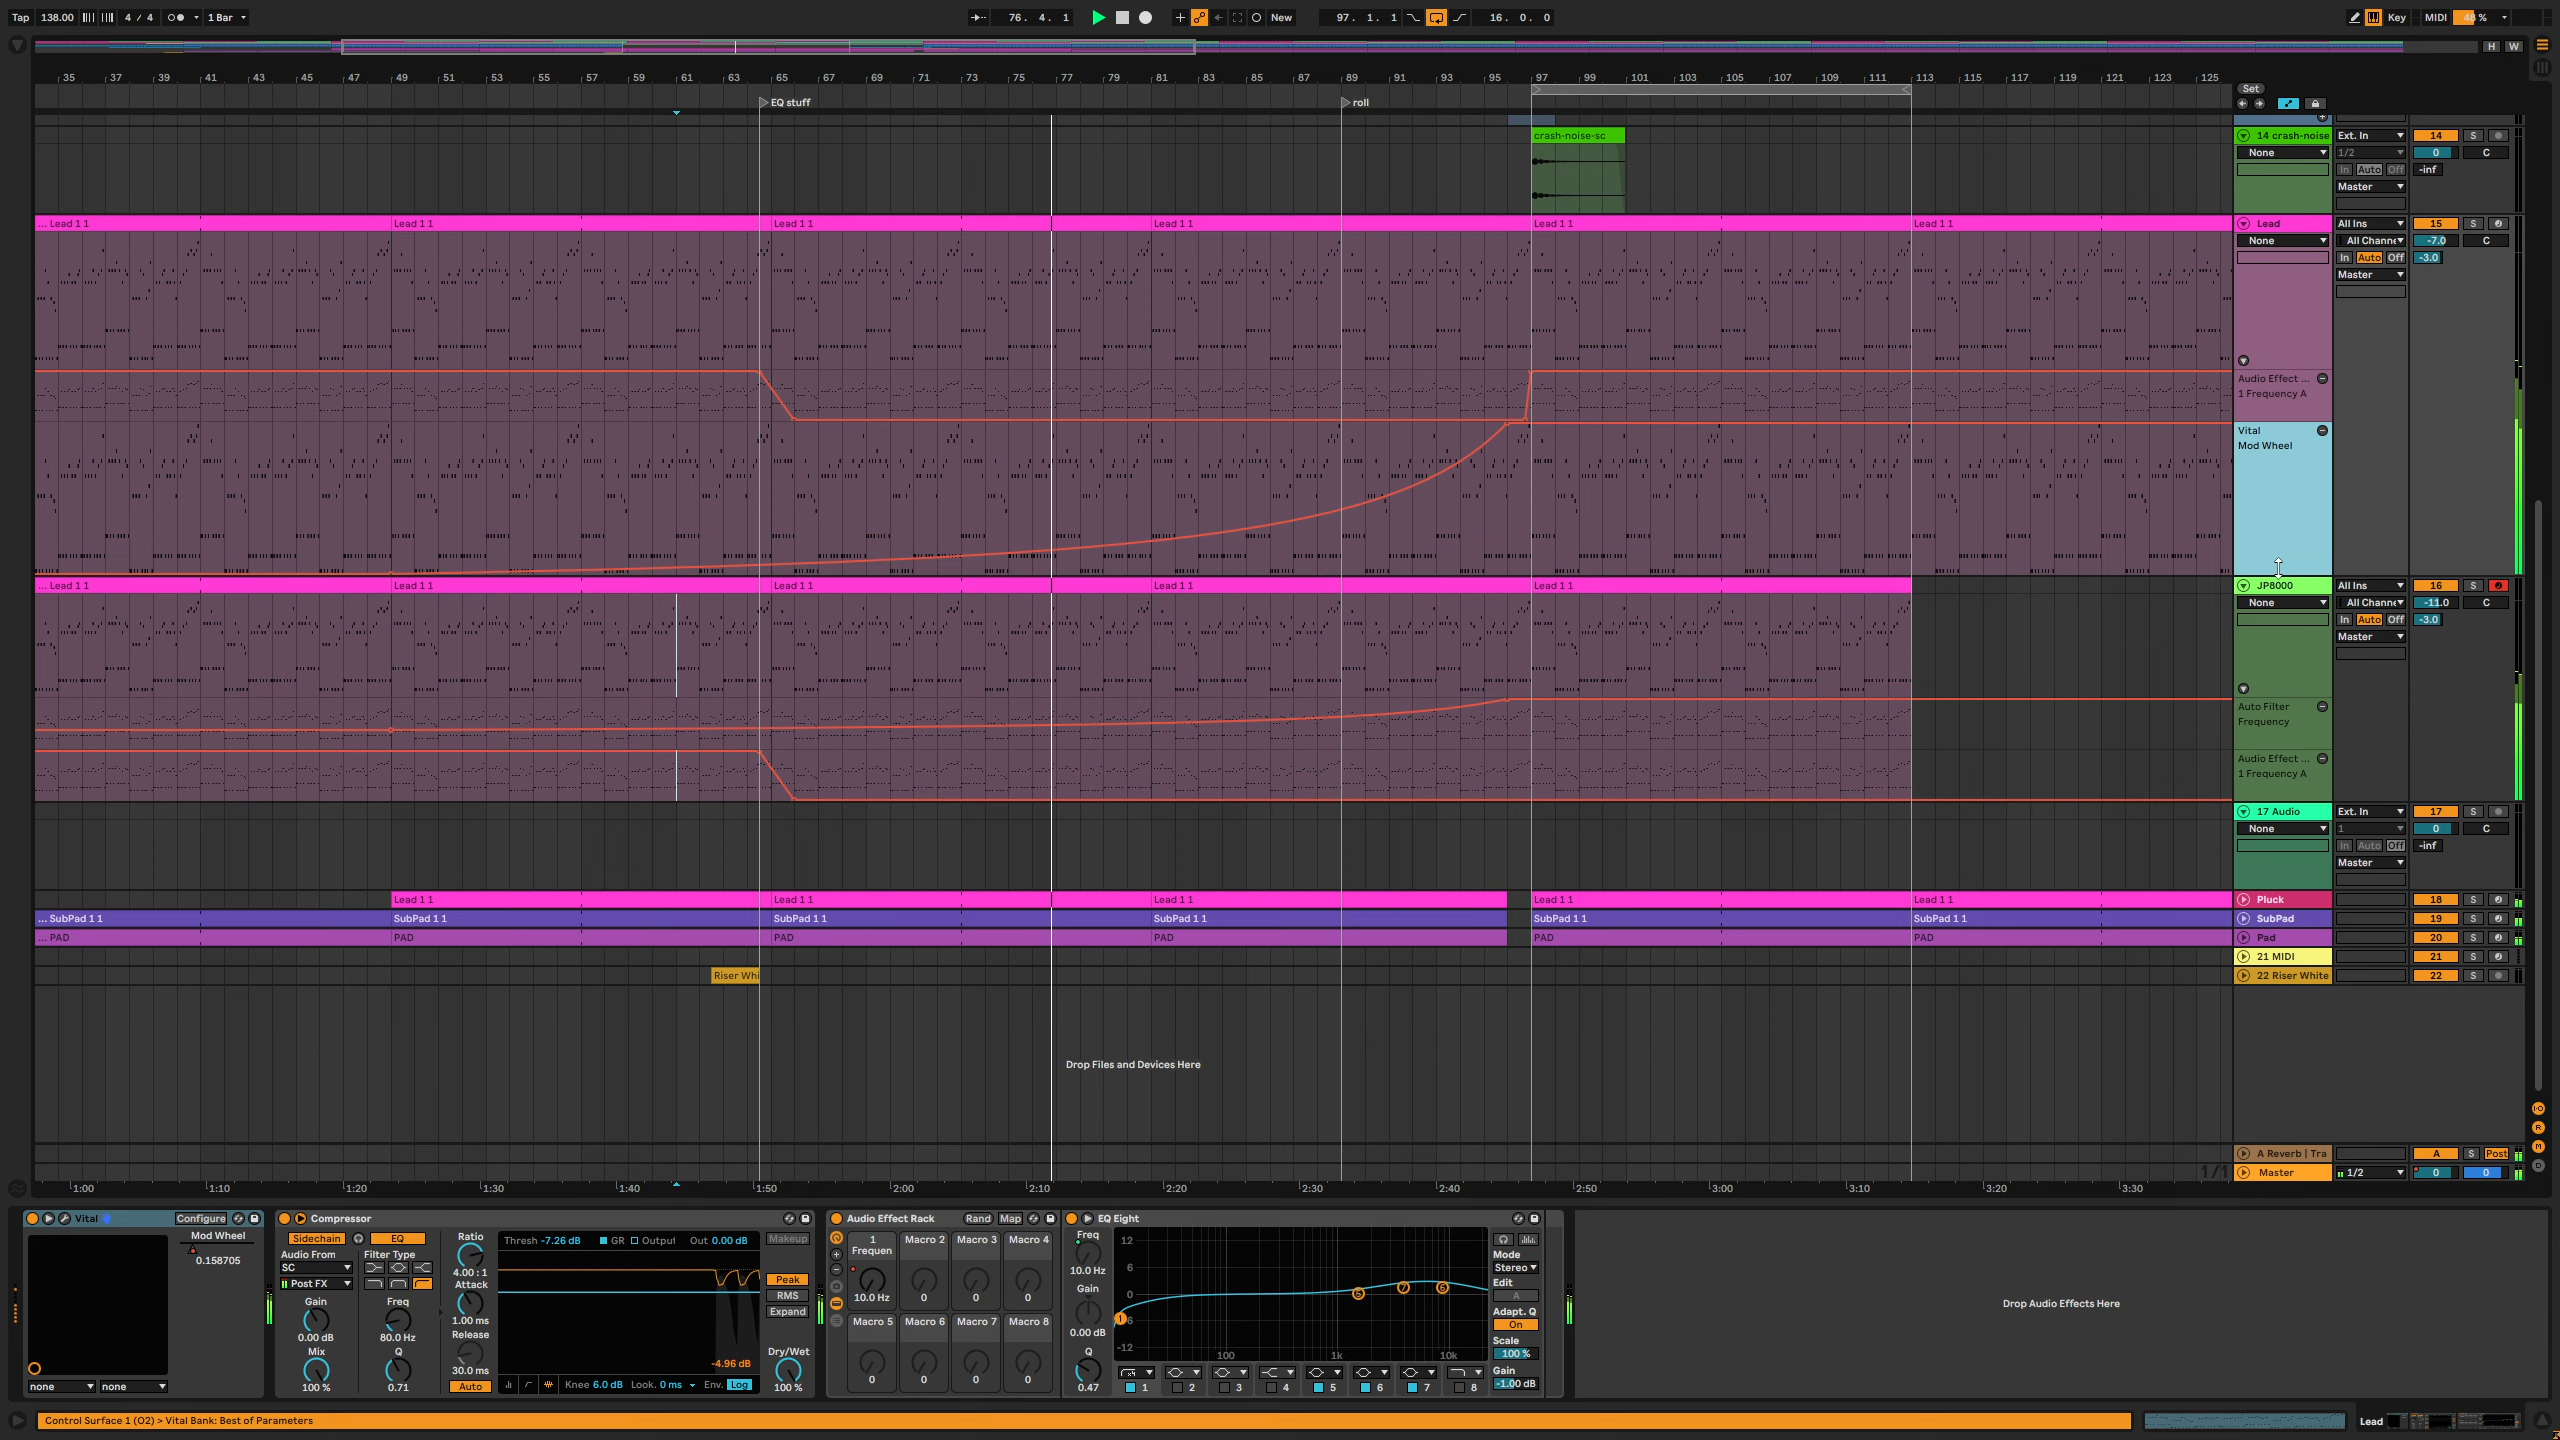 Tap 138.00 4 / 4 1 Bar 76. 4. 1 New 97. 1. 1 16. 0. 0 Key MIDI 48 %
H W
35 37 39 41 43 45 47 49 51 53 55 57 59 61 63 65 67 69 71 73 75 77 79 81 83 85 87 89 91 93 95 97 99 101 103 105 107 109 111 113 115 117 119 121 123 125
Set
EQ stuff roll
crash-noise-sc 14 crash-noise Ext. In 14 S
None 1/2 0 C
In Auto Off -inf
Master
... Lead 1 1 Lead 1 1 Lead 1 1 Lead 1 1 Lead 1 1 Lead 1 1 Lead All Ins 15 S
None All Channe -7.0 C
In Auto Off -3.0
Master
Audio Effect ...
1 Frequency A
Vital
Mod Wheel
... Lead 1 1 Lead 1 1 Lead 1 1 Lead 1 1 Lead 1 1 JP8000 All Ins 16 S
None All Channe -11.0 C
In Auto Off -3.0
Master
Auto Filter
Frequency
Audio Effect ...
1 Frequency A
17 Audio Ext. In 17 S
None 1 0 C
In Auto Off -inf
Master
Lead 1 1 Lead 1 1 Lead 1 1 Lead 1 1 Lead 1 1 Pluck 18 S
... SubPad 1 1 SubPad 1 1 SubPad 1 1 SubPad 1 1 SubPad 1 1 SubPad 1 1 SubPad 19 S
... PAD PAD PAD PAD PAD PAD Pad 20 S
21 MIDI 21 S
Riser Whi 22 Riser White 22 S
Drop Files and Devices Here
A Reverb | Tra A S Post
1/1 Master 1/2 0 0
1:00 1:10 1:20 1:30 1:40 1:50 2:00 2:10 2:20 2:30 2:40 2:50 3:00 3:10 3:20 3:30
Vital Configure
Mod Wheel
0.158705
none none
Compressor
Sidechain EQ
Audio From Filter Type
SC
Post FX
Gain Freq
0.00 dB 80.0 Hz
Mix Q
100 % 0.71
Ratio
4.00 : 1
Attack
1.00 ms
Release
30.0 ms
Auto
Thresh -7.26 dB GR Output Out 0.00 dB
-4.96 dB
Knee 6.0 dB Look. 0 ms Env. Log
Makeup
Peak
RMS
Expand
Dry/Wet
100 %
Audio Effect Rack Rand Map
1 Frequen Macro 2 Macro 3 Macro 4
10.0 Hz 0 0 0
Macro 5 Macro 6 Macro 7 Macro 8
0 0 0 0
EQ Eight
Freq
10.0 Hz
Gain
0.00 dB
Q
0.47
12
6
0
-6
-12
1 5 7 6
100 1k 10k
1 2 3 4 5 6 7 8
Mode
Stereo
Edit
A
Adapt. Q
On
Scale
100 %
Gain
-1.00 dB
Drop Audio Effects Here
Control Surface 1 (O2) > Vital Bank: Best of Parameters
Lead